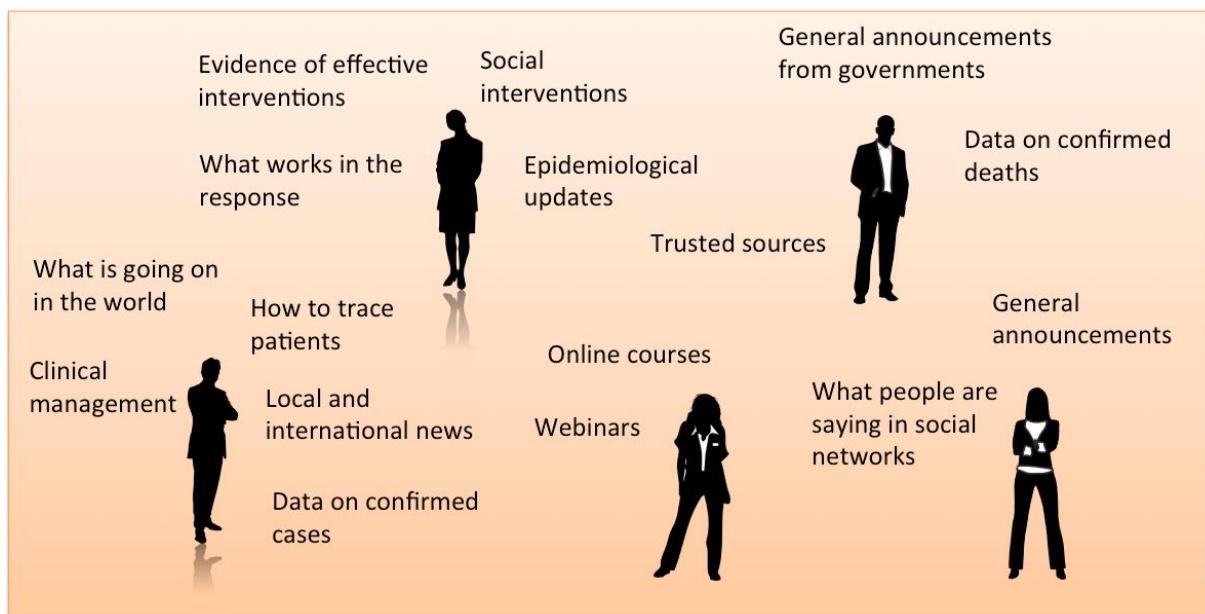 Evidence of effective
interventions
Social
interventions
General announcements
from governments
What works in the
response
Epidemiological
updates
Data on confirmed
deaths
Trusted sources
What is going on
in the world
How to trace
patients
General
announcements
Clinical
management
Local and
international news
Online courses
Webinars
What people are
saying in social
networks
Data on confirmed
cases